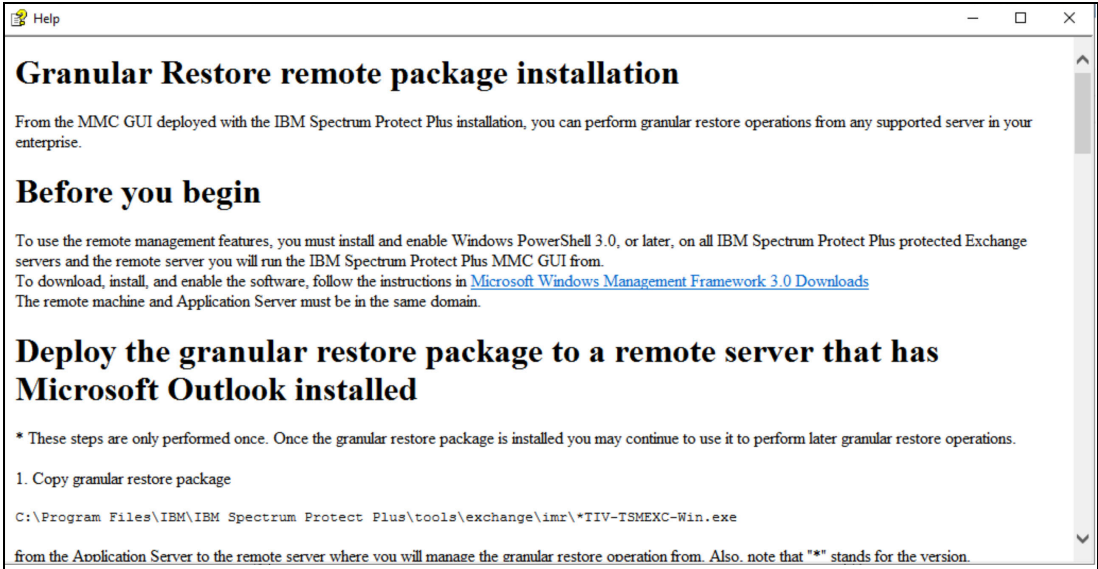 Help
Granular Restore remote package installation
From the MMC GUI deployed with the IBM Spectrum Protect Plus installation, you can perform granular restore operations from any supported server in your
enterprise.
Before you begin
To use the remote management features, you must install and enable Windows PowerShell 3.0, or later, on all IBM Spectrum Protect Plus protected Exchange
servers and the remote server you will run the IBM Spectrum Protect Plus MMC GUI from.
To download, install, and enable the software, follow the instructions in Microsoft Windows Management Framework 3.0 Downloads
The remote machine and Application Server must be in the same domain.
Deploy the granular restore package to a remote server that has
Microsoft Outlook installed
* These steps are only performed once. Once the granular restore package is installed you may continue to use it to perform later granular restore operations.
1. Copy granular restore package
C:\Program Files\IBM\IBM Spectrum Protect Plus\tools\exchange\imr\*TIV-TSMEXC-Win.exe
from the Application Server to the remote server where you will manage the granular restore operation from. Also, note that "*" stands for the version.